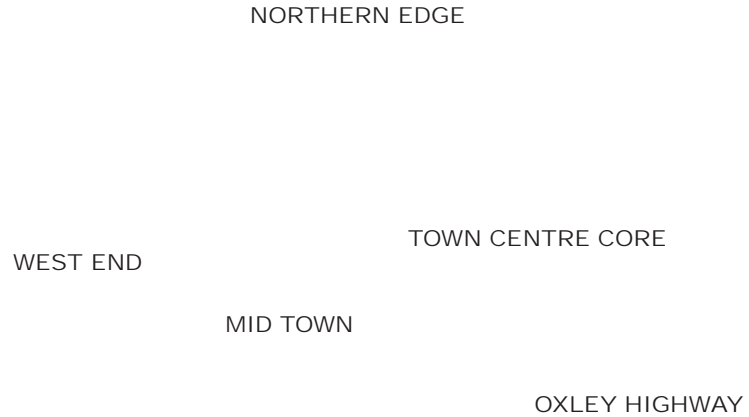 NORTHERN EDGE
TOWN CENTRE CORE
WEST END
MID TOWN
OXLEY HIGHWAY